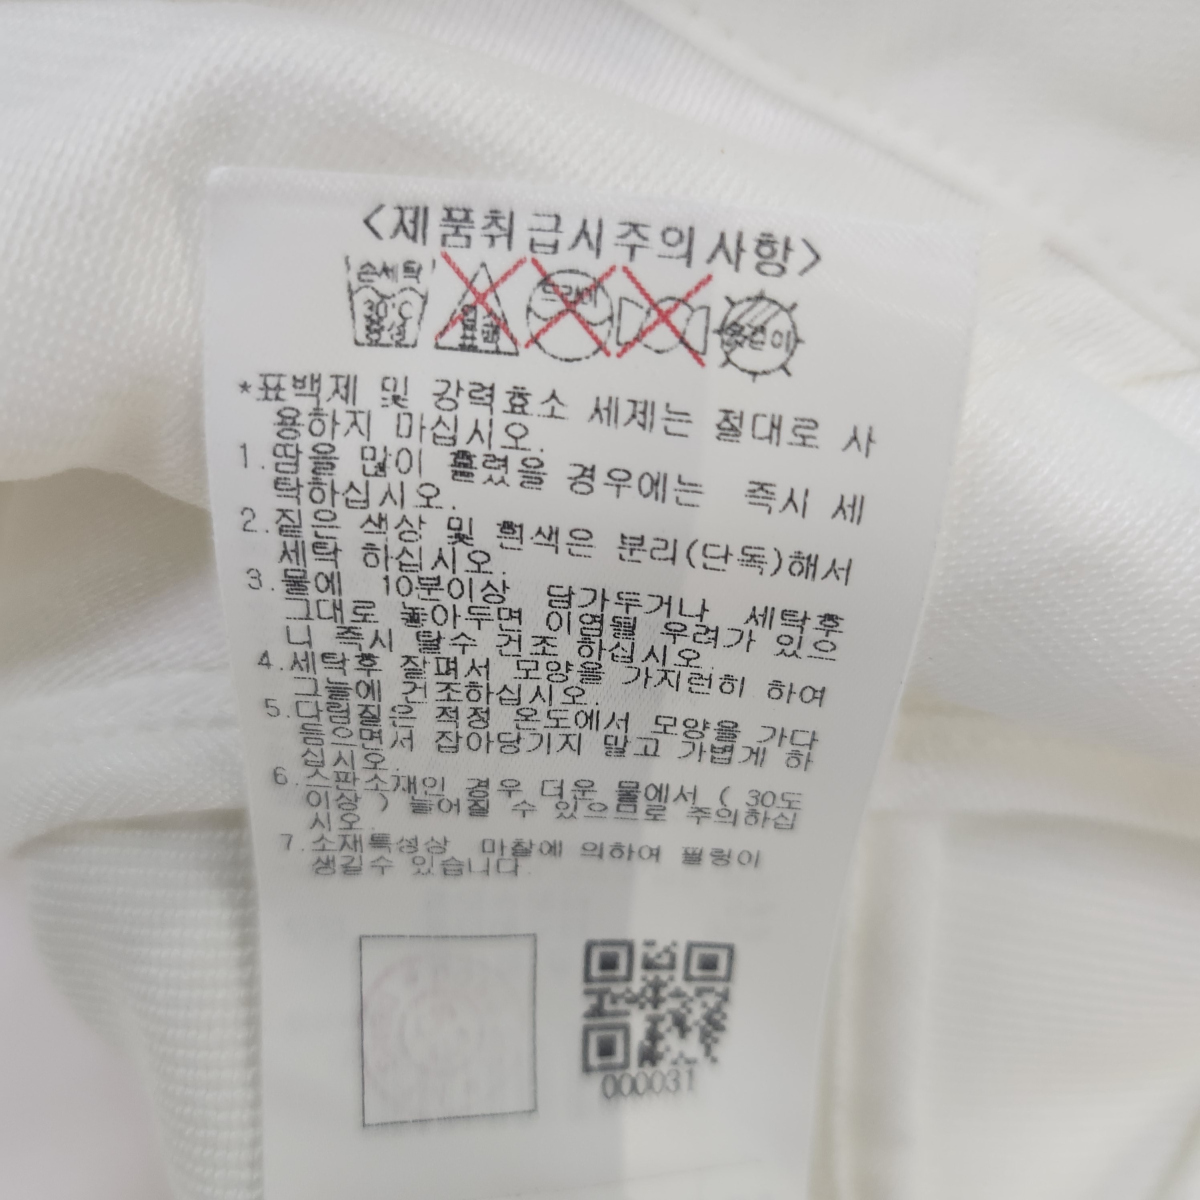 <제품취급시주의사항>
손세탁
30℃
중성
표백
드라이
옷걸이
*표백제 및 강력효소 세제는 절대로 사
용하지 마십시오.
1.땀을 많이 흘렸을 경우에는 즉시 세
탁하십시오.
2.짙은 색상 및 흰색은 분리(단독)해서
세탁 하십시오.
3.물에 10분이상 담가두거나 세탁후
그대로 놓아두면 이염될 우려가 있으
니 즉시 탈수 건조 하십시오.
4.세탁후 잘펴서 모양을 가지런히 하여
그늘에 건조하십시오.
5.다림질은 적정 온도에서 모양을 가다
듬으면서 잡아당기지 말고 가볍게 하
십시오.
6.스판소재인 경우 더운 물에서 ( 30도
이상 ) 늘어질 수 있으므로 주의하십
시오.
7.소재특성상 마찰에 의하여 필링이
생길수 있습니다.
000031